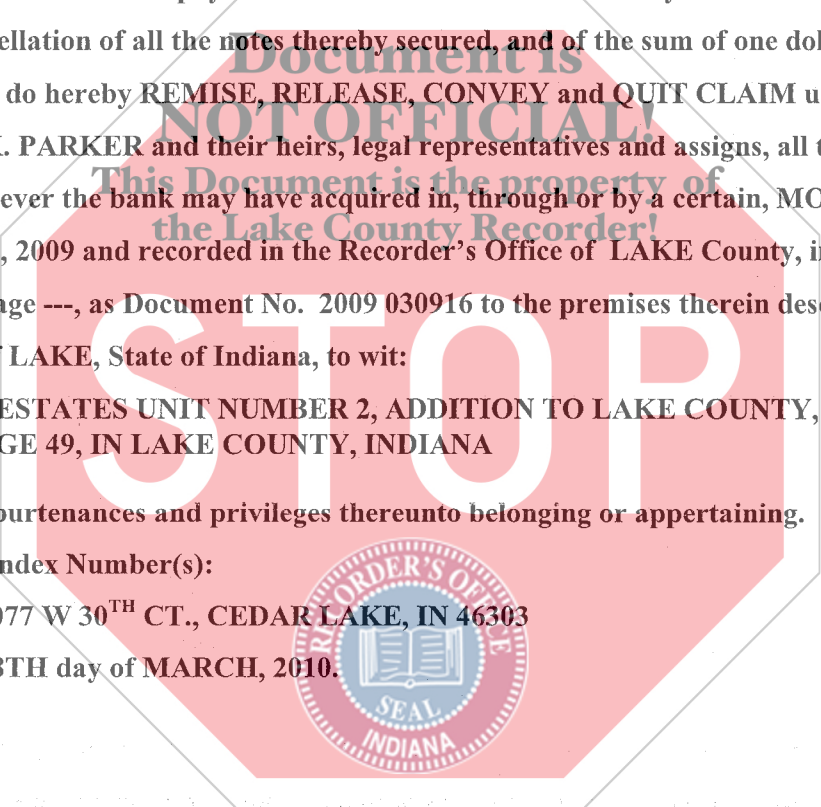 ellation of all the notes thereby secured, and of the sum of one dol
Document is
do hereby REMISE, RELEASE, CONVEY and QUIT CLAIM u
NOT OFFICIAL!
K. PARKER and their heirs, legal representatives and assigns, all t
This Document is the property of
ever the bank may have acquired in, through or by a certain, MO
the Lake County Recorder!
, 2009 and recorded in the Recorder's Office of LAKE County, in
age ---, as Document No. 2009 030916 to the premises therein desc
f LAKE, State of Indiana, to wit:
STOP
ESTATES UNIT NUMBER 2, ADDITION TO LAKE COUNTY,
GE 49, IN LAKE COUNTY, INDIANA
purtenances and privileges thereunto belonging or appertaining.
ndex Number(s):
077 W 30TH CT., CEDAR LAKE, IN 46303
8TH day of MARCH, 2010.
RECORDER'S OFFICE
SEAL
INDIANA